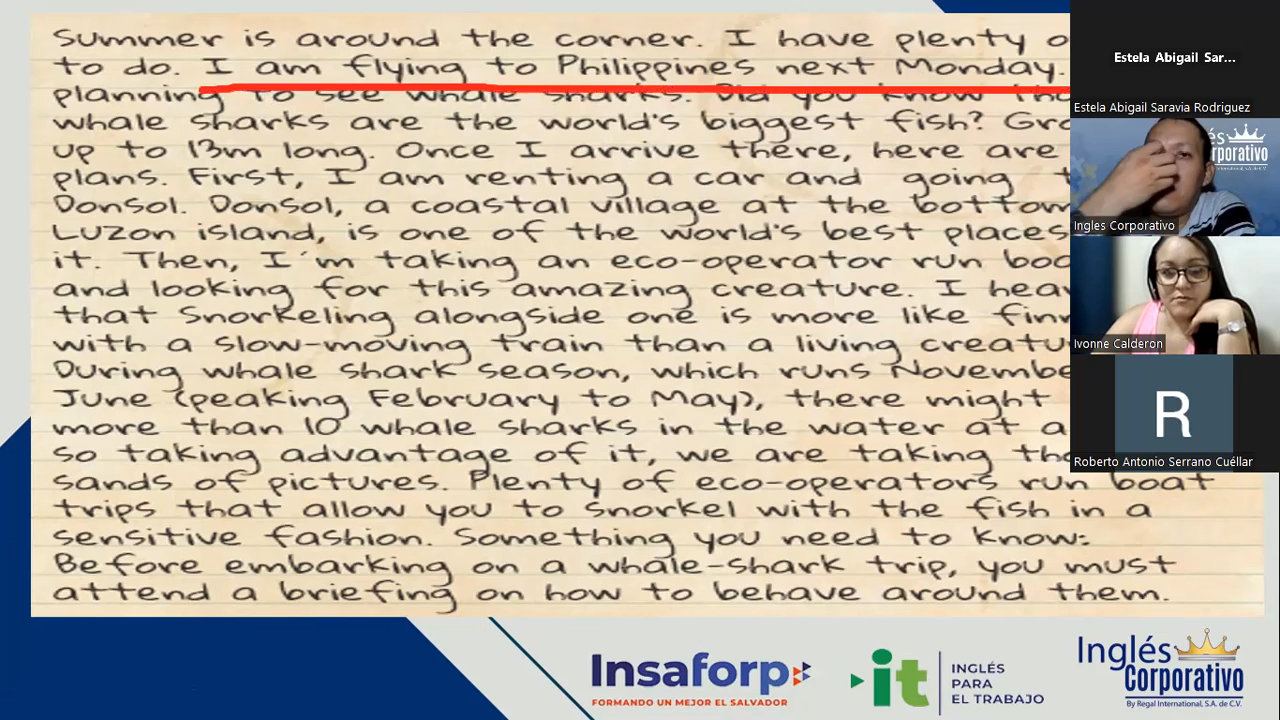 Summer is around the corner. I have plenty o
to do. I am flying to Philippines next Monday.
planning to see whale sharks. Did you know tha
whale sharks are the world's biggest fish? Gro
up to 13m long. Once I arrive there, here are
plans. First, I am renting a car and going t
Donsol. Donsol, a coastal village at the bottom
Luzon island, is one of the world's best places
it. Then, I'm taking an eco-operator run boa
and looking for this amazing creature. I hear
that snorkeling alongside one is more like finn
with a slow-moving train than a living creatu
During whale shark season, which runs Novembe
June (peaking February to May), there might
more than 10 whale sharks in the water at a
so taking advantage of it, we are taking tho
sands of pictures. Plenty of eco-operators run boat
trips that allow you to snorkel with the fish in a
sensitive fashion. Something you need to know:
Before embarking on a whale-shark trip, you must
attend a briefing on how to behave around them.
Estela Abigail Sar...
Estela Abigail Saravia Rodriguez
Ingles Corporativo
Ivonne Calderon
R
Roberto Antonio Serrano Cuéllar
Insaforp
FORMANDO UN MEJOR EL SALVADOR
it
INGLÉS
PARA
EL TRABAJO
Inglés
Corporativo
By Regal International, S.A. de C.V.